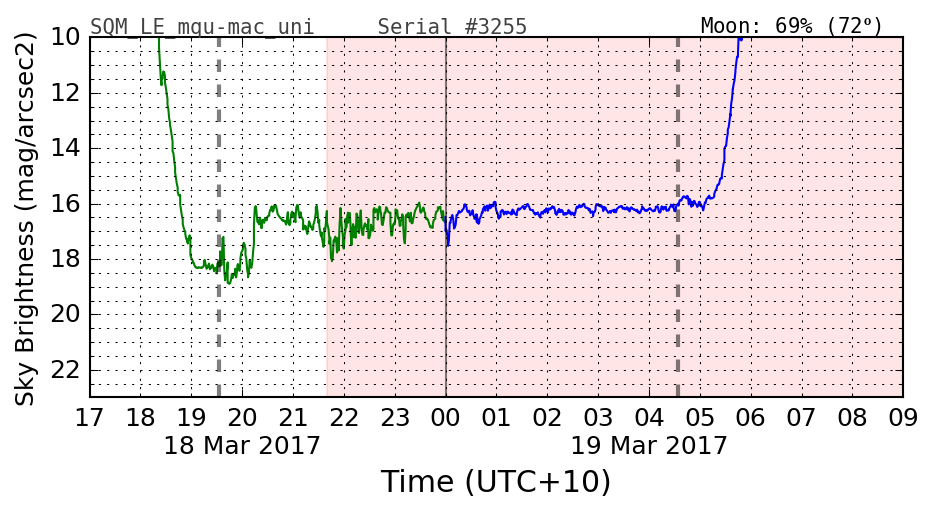 SQM_LE_mqu-mac_uni Serial #3255 Moon: 69% (72°)
Sky Brightness (mag/arcsec2)
10
12
14
16
18
20
22
17 18 19 20 21 22 23 00 01 02 03 04 05 06 07 08 09
18 Mar 2017 19 Mar 2017
Time (UTC+10)